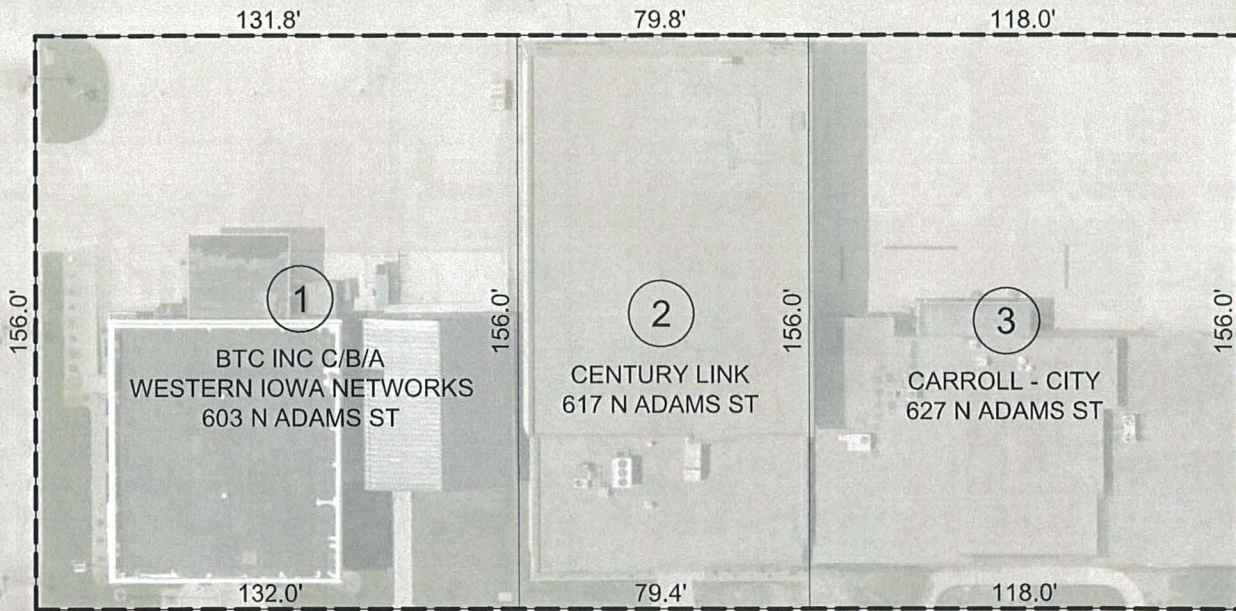 131.8' 79.8' 118.0'
1 2 3
156.0' 156.0' 156.0' 156.0'
BTC INC C/B/A
WESTERN IOWA NETWORKS
603 N ADAMS ST
CENTURY LINK
617 N ADAMS ST
CARROLL - CITY
627 N ADAMS ST
132.0' 79.4' 118.0'